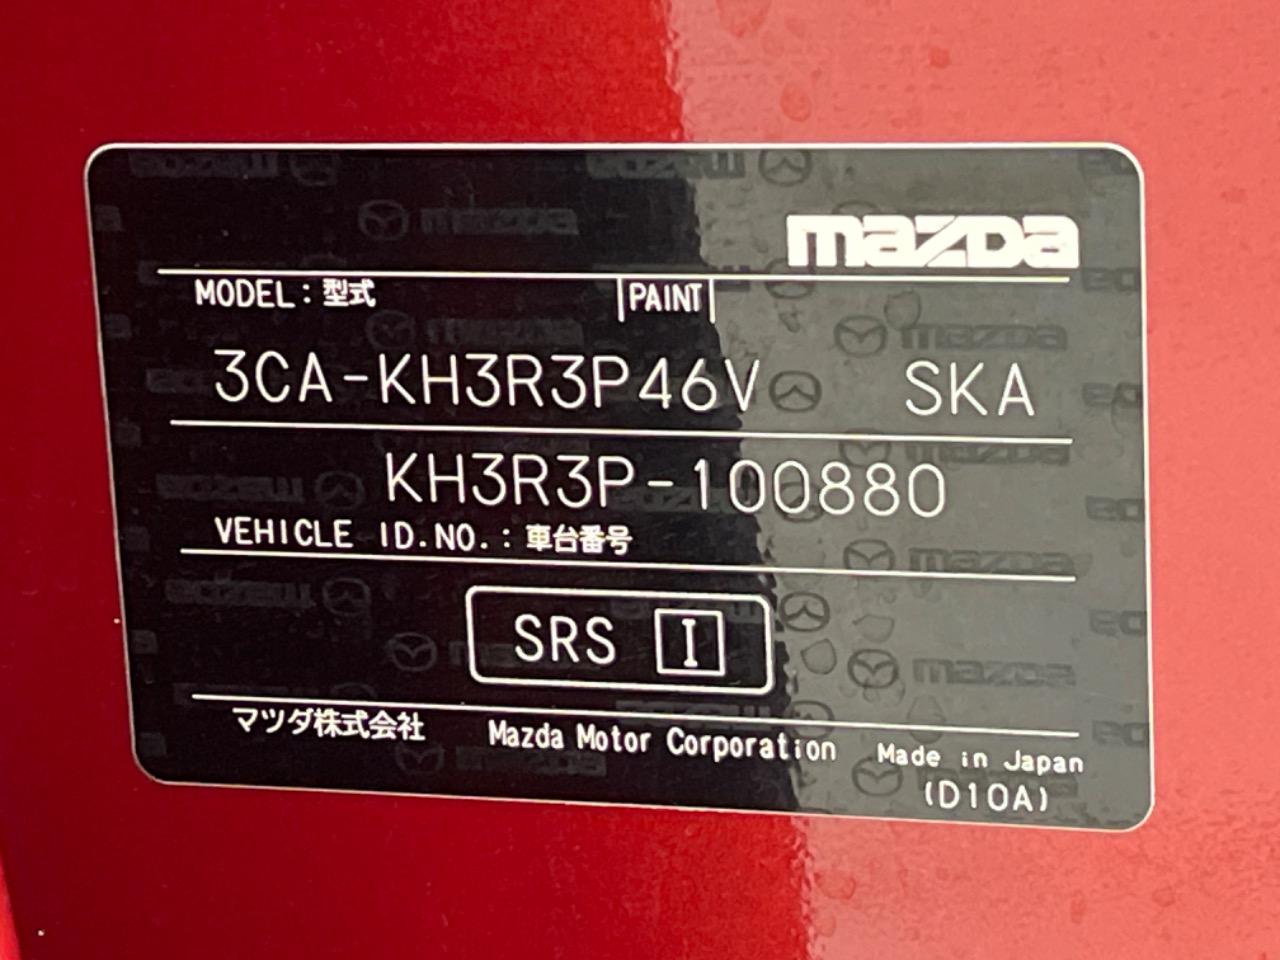 mazda
MODEL：型式 PAINT
3CA-KH3R3P46V SKA
KH3R3P-100880
VEHICLE ID.NO.：車台番号
SRS I
マツダ株式会社 Mazda Motor Corporation Made in Japan
(D10A)